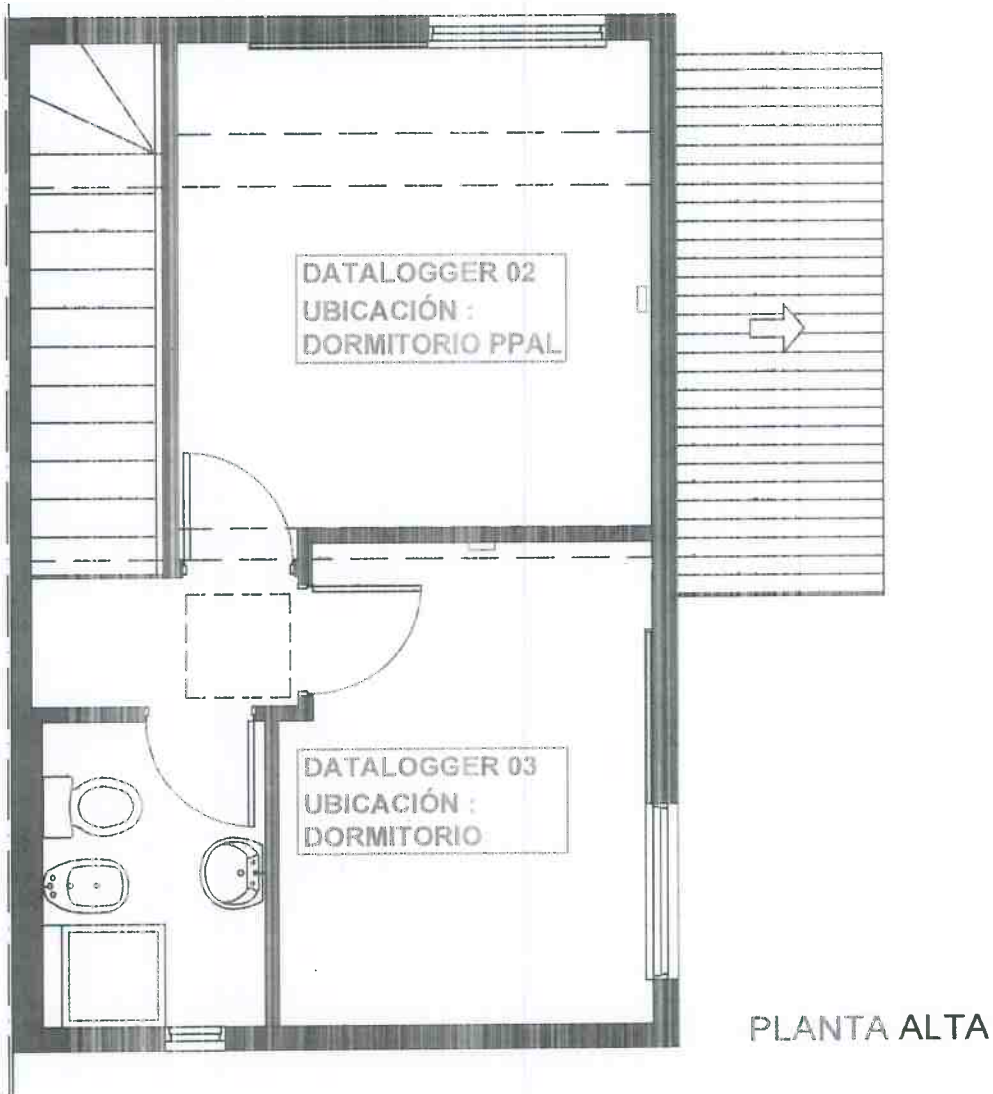 DATALOGGER 02
UBICACIÓN :
DORMITORIO PPAL
DATALOGGER 03
UBICACIÓN :
DORMITORIO
PLANTA ALTA